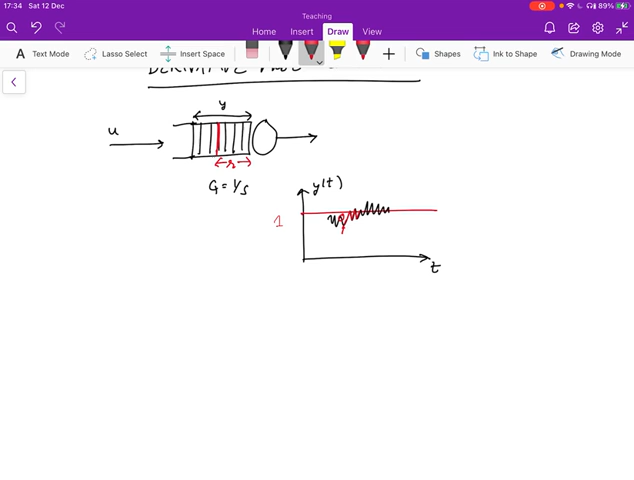 17:34 Sat 12 Dec
89%
Teaching
Home Insert Draw View
Text Mode Lasso Select Insert Space Shapes Ink to Shape Drawing Mode
y
u
r
G = 1/s
y(t)
1
t